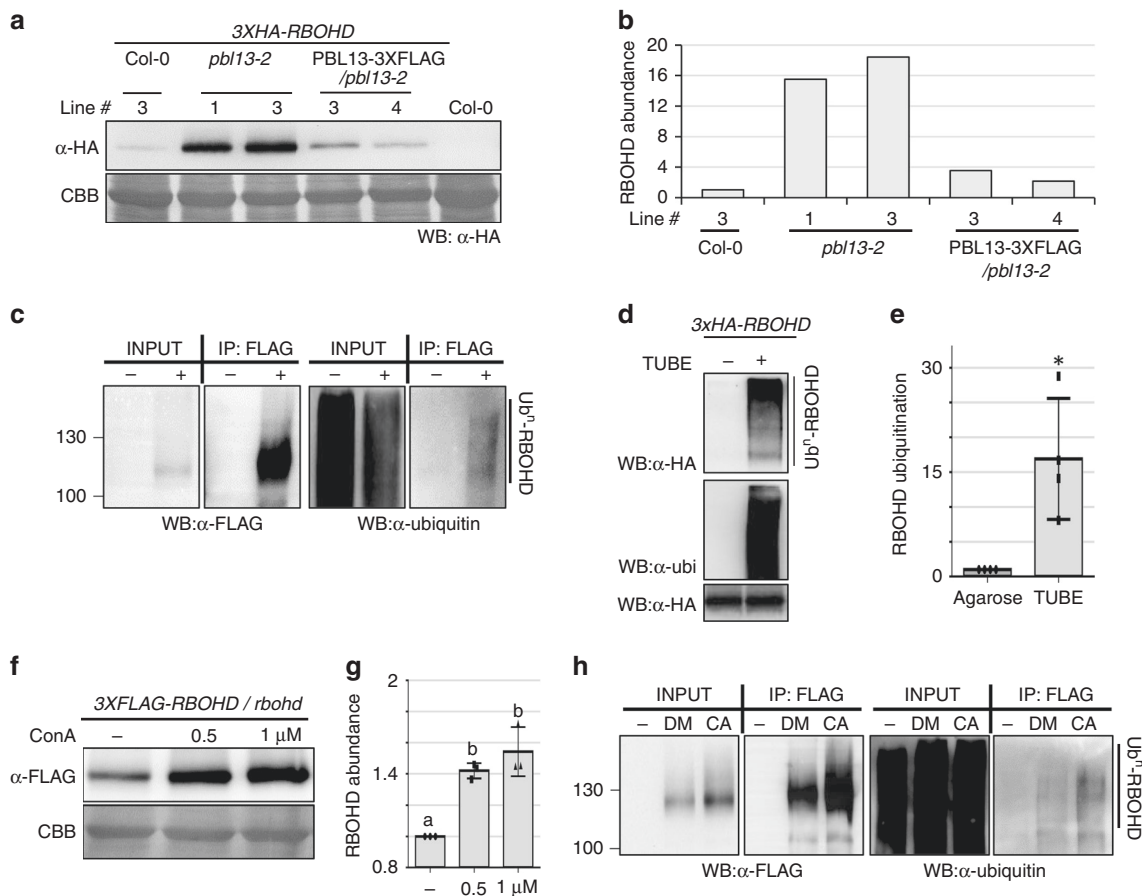 a
3XHA-RBOHD
Col-0 pbl13-2 PBL13-3XFLAG
/pbl13-2
Line # 3 1 3 3 4 Col-0
α-HA
CBB
WB: α-HA
b
RBOHD abundance
20
16
12
8
4
0
Line # 3 1 3 3 4
Col-0 pbl13-2 PBL13-3XFLAG
/pbl13-2
c
INPUT IP: FLAG INPUT IP: FLAG
– + – + – + – +
130
100
Ubⁿ-RBOHD
WB:α-FLAG WB:α-ubiquitin
d
3xHA-RBOHD
TUBE – +
Ubⁿ-RBOHD
WB:α-HA
WB:α-ubi
WB:α-HA
e
RBOHD ubiquitination
30
15
0
*
Agarose TUBE
f
3XFLAG-RBOHD / rbohd
ConA – 0.5 1 μM
α-FLAG
CBB
g
RBOHD abundance
2
1.4
0.8
a b b
– 0.5 1 μM
h
INPUT IP: FLAG INPUT IP: FLAG
– DM CA – DM CA – DM CA – DM CA
130
100
Ubⁿ-RBOHD
WB:α-FLAG WB:α-ubiquitin